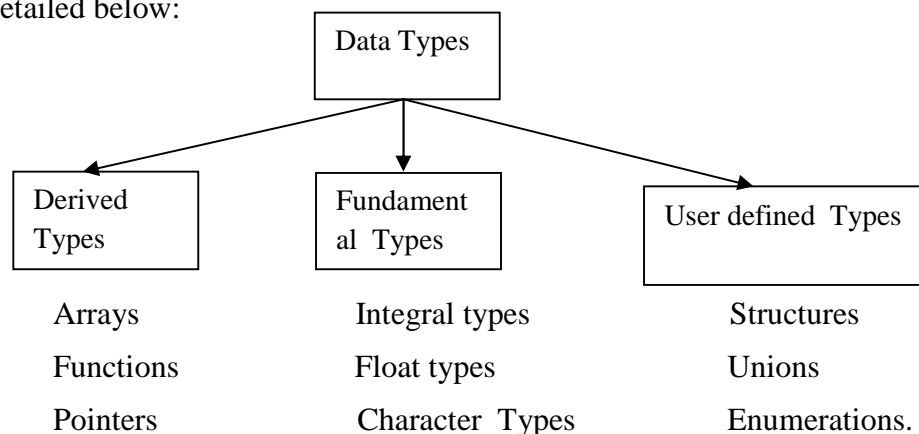 etailed below:
Data Types
Derived
Types
Fundament
al Types
User defined Types
Arrays Integral types Structures
Functions Float types Unions
Pointers Character Types Enumerations.